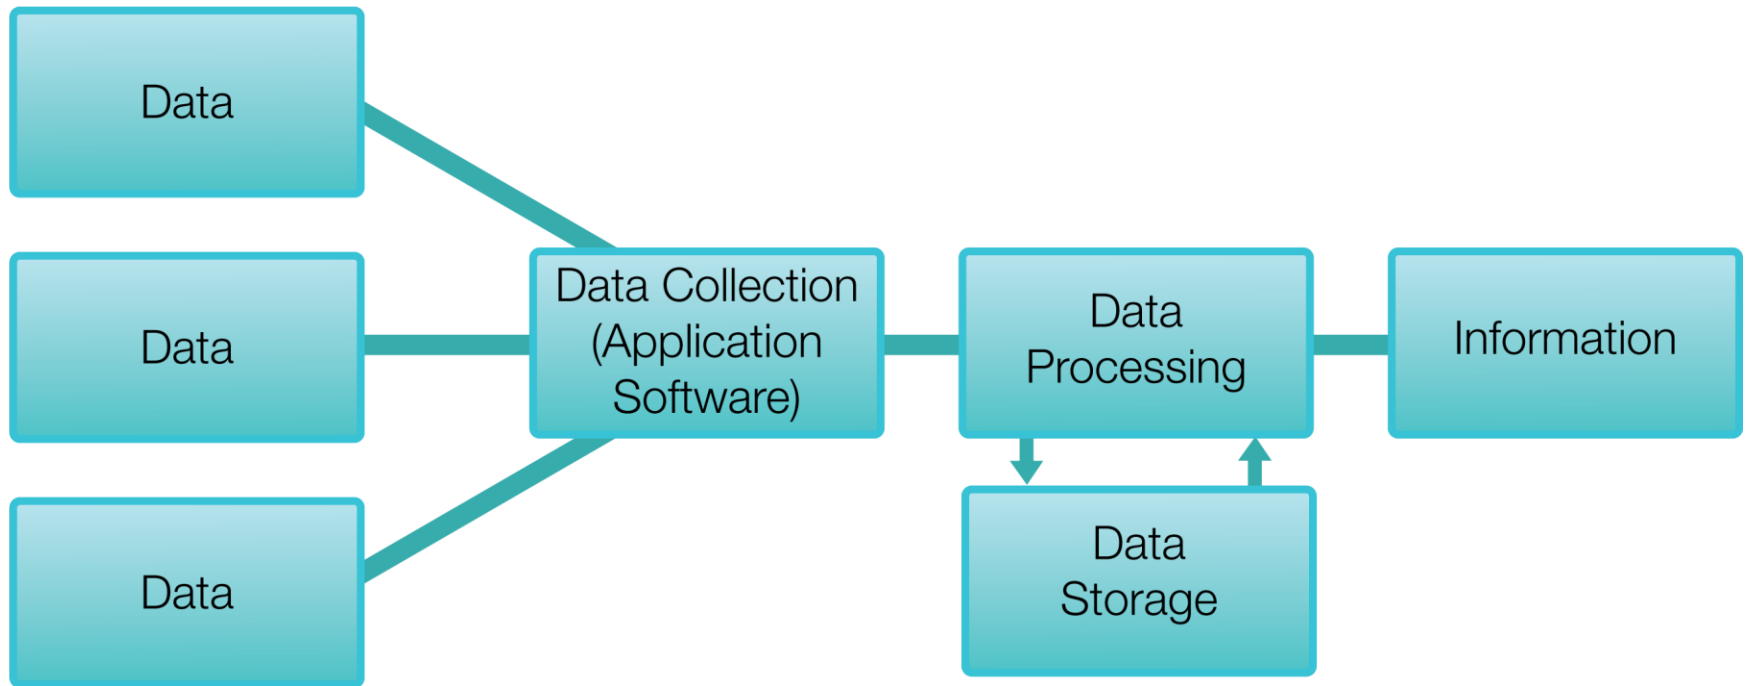 Data
Data
Data
Data Collection
(Application
Software)
Data
Processing
Information
Data
Storage